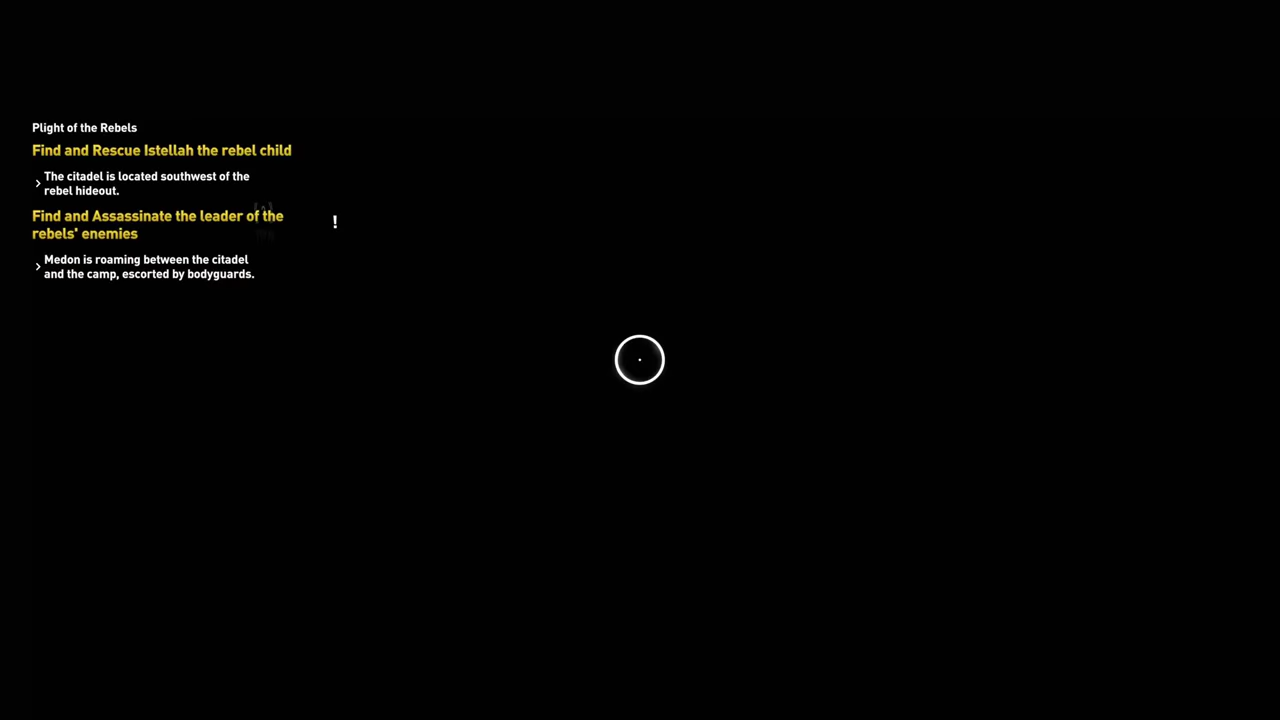 Plight of the Rebels
Find and Rescue Istellah the rebel child
The citadel is located southwest of the
rebel hideout.
Find and Assassinate the leader of the
rebels' enemies
!
Medon is roaming between the citadel
and the camp, escorted by bodyguards.